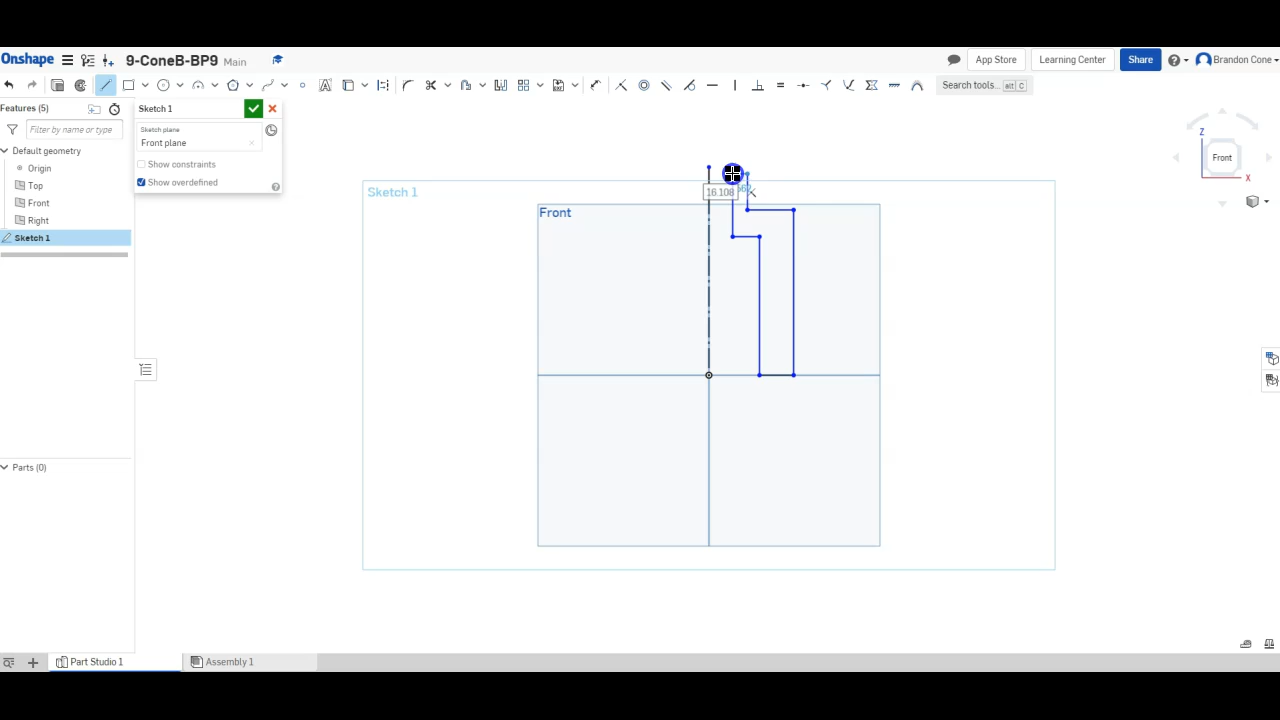 Onshape
9-ConeB-BP9 Main
App Store
Learning Center
Share
Brandon Cone
Search tools... alt C
Features (5)
Filter by name or type
Default geometry
Origin
Top
Front
Right
Sketch 1
Parts (0)
Sketch 1
Sketch plane
Front plane
Show constraints
Show overdefined
Sketch 1
Front
16.108
Z
Front
X
Part Studio 1
Assembly 1